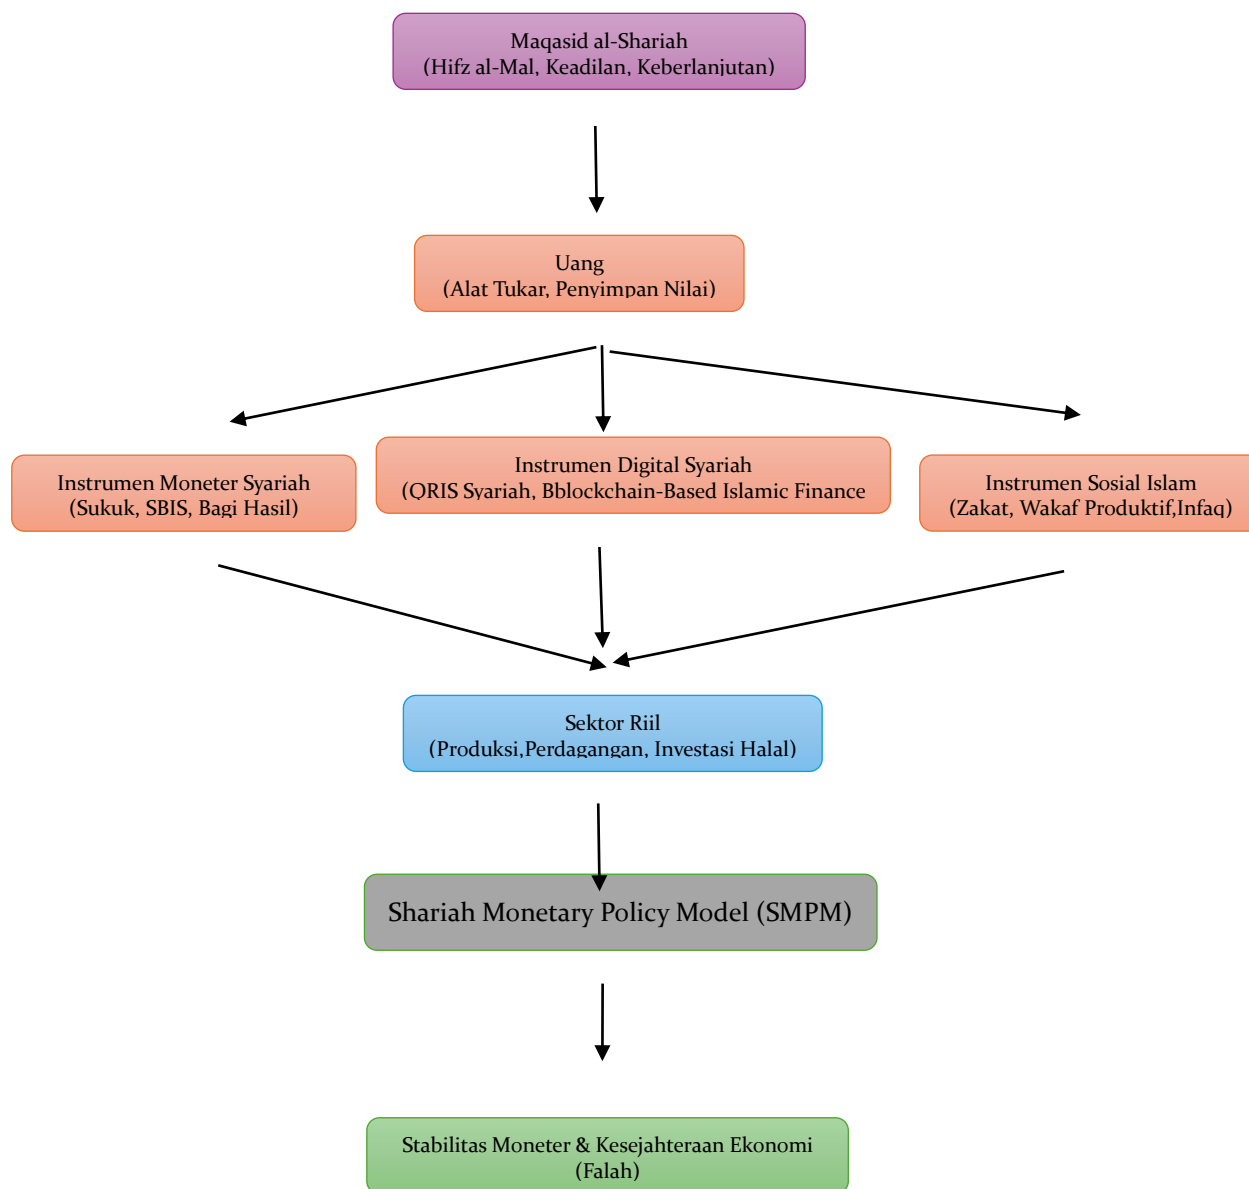 Maqasid al-Shariah
(Hifz al-Mal, Keadilan, Keberlanjutan)
Uang
(Alat Tukar, Penyimpan Nilai)
Instrumen Moneter Syariah
(Sukuk, SBIS, Bagi Hasil)
Instrumen Digital Syariah
(QRIS Syariah, Bblockchain-Based Islamic Finance
Instrumen Sosial Islam
(Zakat, Wakaf Produktif,Infaq)
Sektor Riil
(Produksi,Perdagangan, Investasi Halal)
Shariah Monetary Policy Model (SMPM)
Stabilitas Moneter & Kesejahteraan Ekonomi
(Falah)